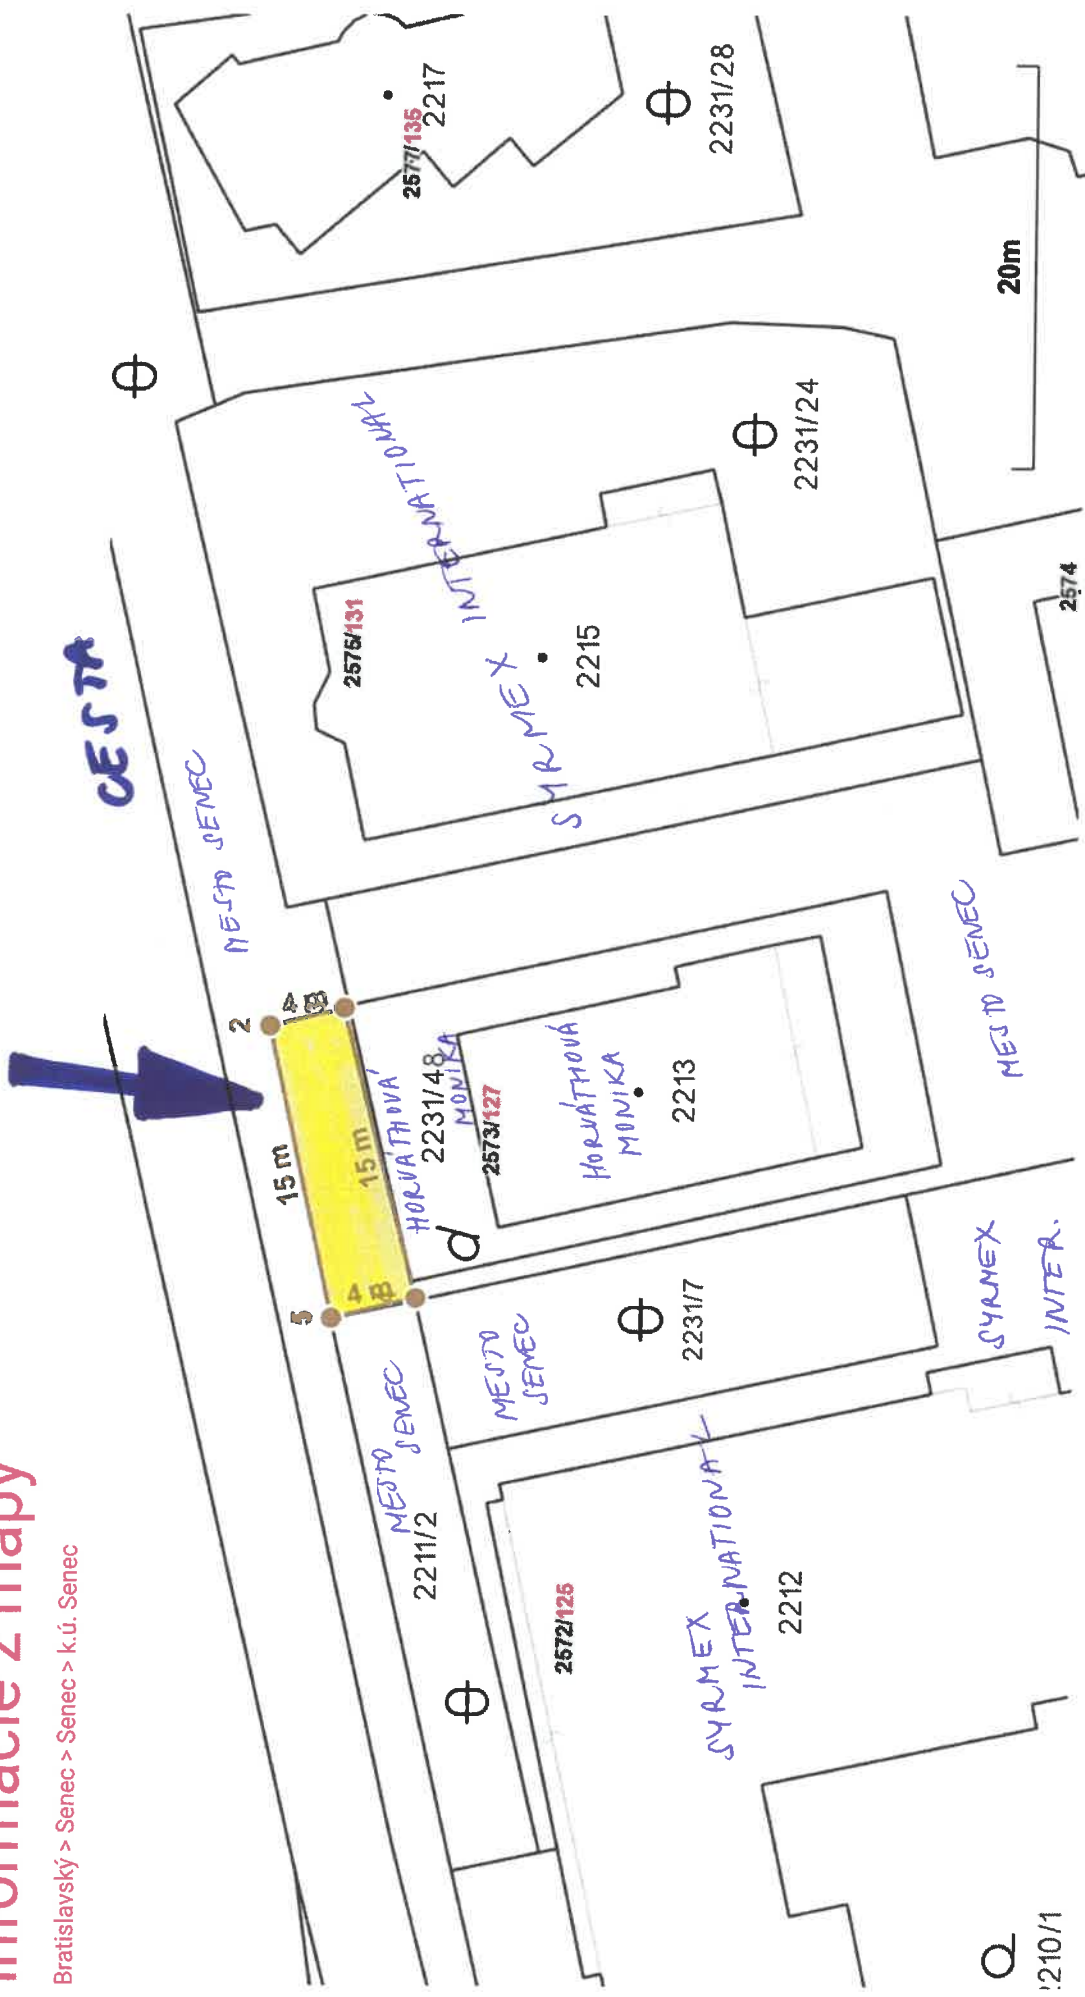 Informácie z mapy
Bratislavský > Senec > Senec > k.ú. Senec
CESTA
MESTO SENEC
2577/135
2217
2231/28
2
4 m
15 m
15 m
4 m
5
HORVÁTHOVÁ
2231/48
MONIKA
2573/127
HORVÁTHOVÁ
MONIKA
2213
2575/131
SYRMEX INTERNATIONAL
2215
2231/24
20m
2574
MESTO SENEC
MESTO
SENEC
2211/2
MESTO
SENEC
2231/7
SYRMEX
INTER.
2572/125
SYRMEX
INTERNATIONAL
2212
2210/1